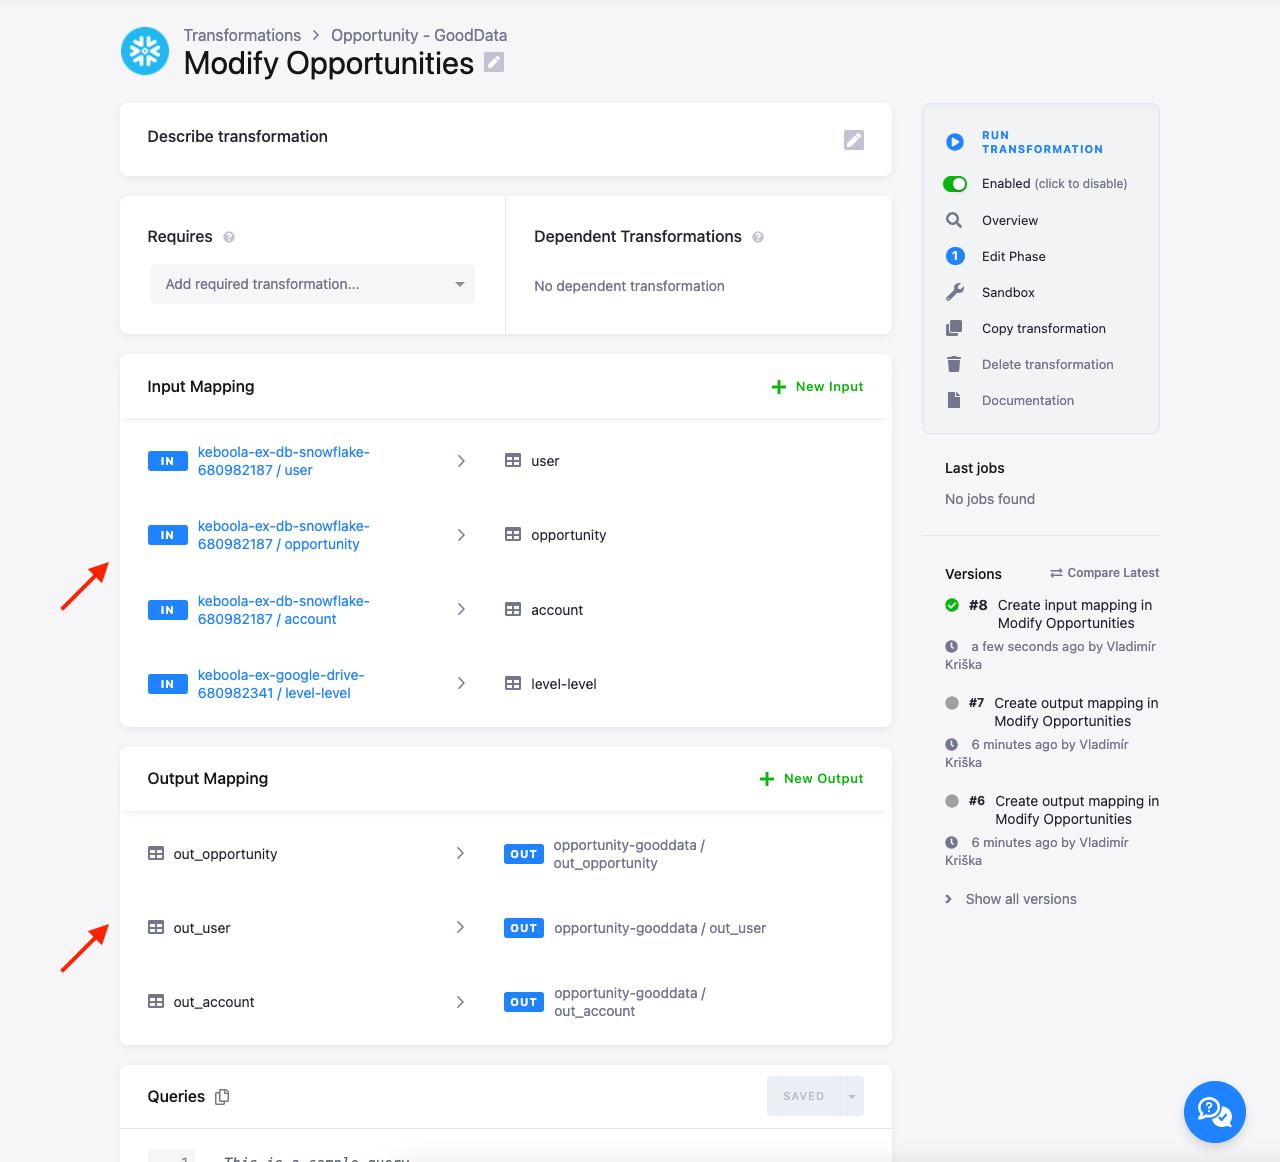 Transformations > Opportunity - GoodData
Modify Opportunities
Describe transformation
Requires ?
Add required transformation...
Dependent Transformations ?
No dependent transformation
Input Mapping
New Input
IN
keboola-ex-db-snowflake-
680982187 / user
user
IN
keboola-ex-db-snowflake-
680982187 / opportunity
opportunity
IN
keboola-ex-db-snowflake-
680982187 / account
account
IN
keboola-ex-google-drive-
680982341 / level-level
level-level
Output Mapping
New Output
out_opportunity
OUT
opportunity-gooddata /
out_opportunity
out_user
OUT
opportunity-gooddata / out_user
out_account
OUT
opportunity-gooddata /
out_account
Queries
SAVED
1
This is a sample query
RUN
TRANSFORMATION
Enabled (click to disable)
Overview
1 Edit Phase
Sandbox
Copy transformation
Delete transformation
Documentation
Last jobs
No jobs found
Versions
Compare Latest
#8 Create input mapping in
Modify Opportunities
a few seconds ago by Vladimír
Kriška
#7 Create output mapping in
Modify Opportunities
6 minutes ago by Vladimír
Kriška
#6 Create output mapping in
Modify Opportunities
6 minutes ago by Vladimír
Kriška
Show all versions